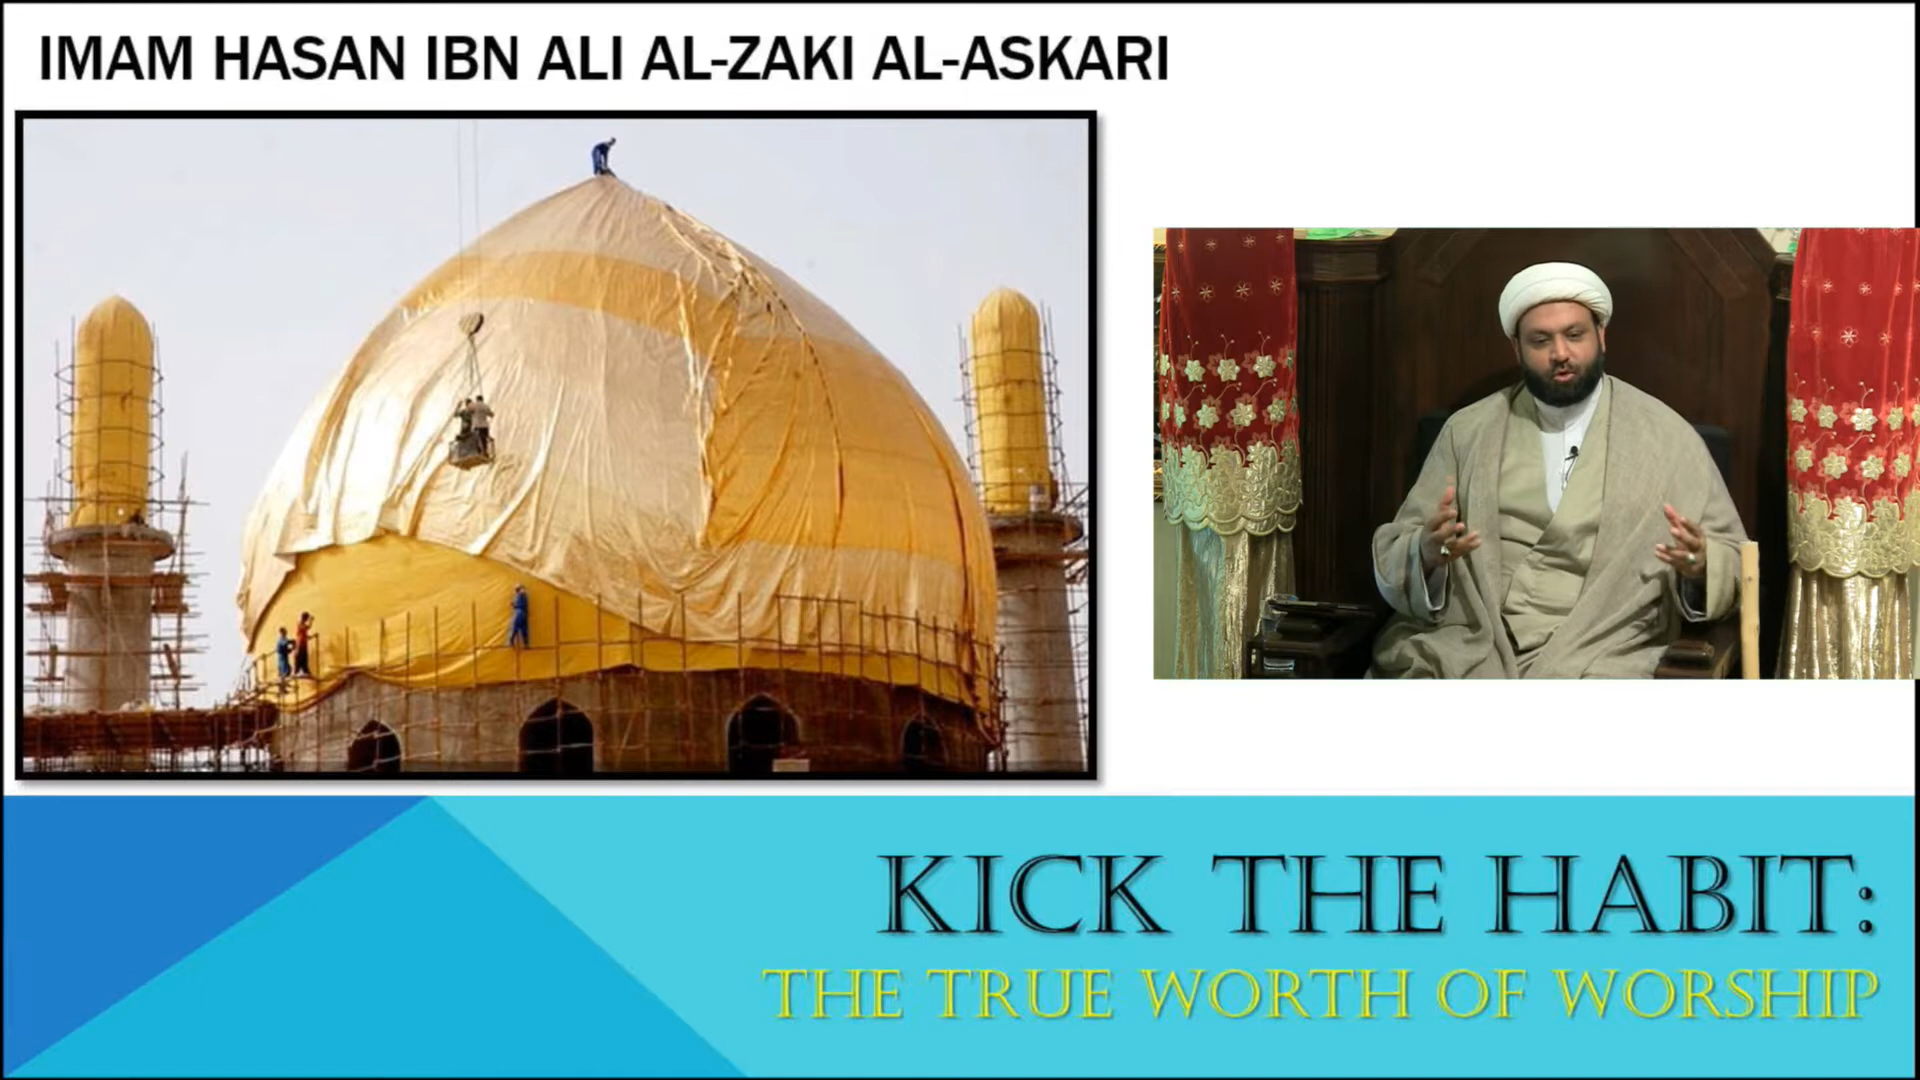 IMAM HASAN IBN ALI AL-ZAKI AL-ASKARI
KICK THE HABIT:
THE TRUE WORTH OF WORSHIP